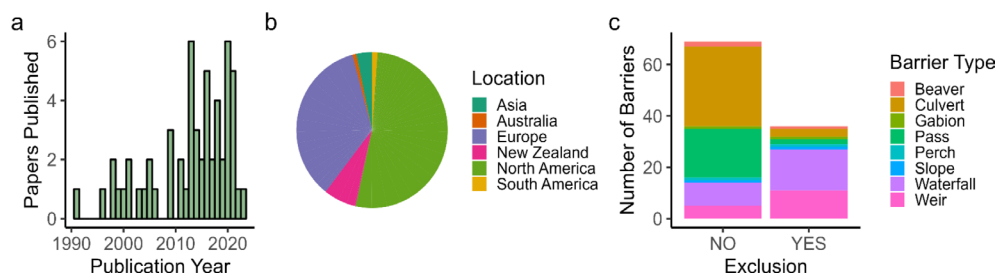 a
6
4
2
0
Papers Published
1990
2000
2010
2020
Publication Year
b
Location
Asia
Australia
Europe
New Zealand
North America
South America
c
60
40
20
0
Number of Barriers
NO
YES
Exclusion
Barrier Type
Beaver
Culvert
Gabion
Pass
Perch
Slope
Waterfall
Weir